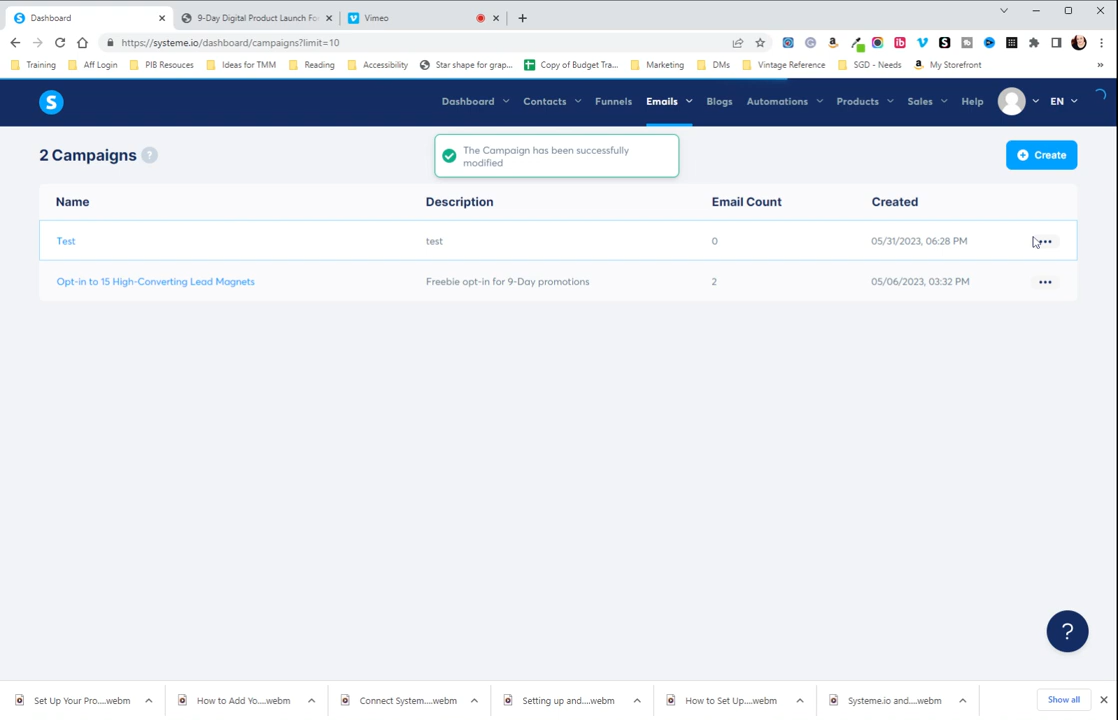 Dashboard
9-Day Digital Product Launch Fo
Vimeo
https://systeme.io/dashboard/campaigns?limit=10
Training
Aff Login
PIB Resouces
Ideas for TMM
Reading
Accessibility
Star shape for grap...
Copy of Budget Tra...
Marketing
DMs
Vintage Reference
SGD - Needs
My Storefront
»
S
Dashboard
Contacts
Funnels
Emails
Blogs
Automations
Products
Sales
Help
EN
2 Campaigns ?
The Campaign has been successfully
modified
Create
Name Description Email Count Created
Test test 0 05/31/2023, 06:28 PM
Opt-in to 15 High-Converting Lead Magnets Freebie opt-in for 9-Day promotions 2 05/06/2023, 03:32 PM
?
Set Up Your Pro....webm
How to Add Yo....webm
Connect System....webm
Setting up and....webm
How to Set Up....webm
Systeme.io and....webm
Show all